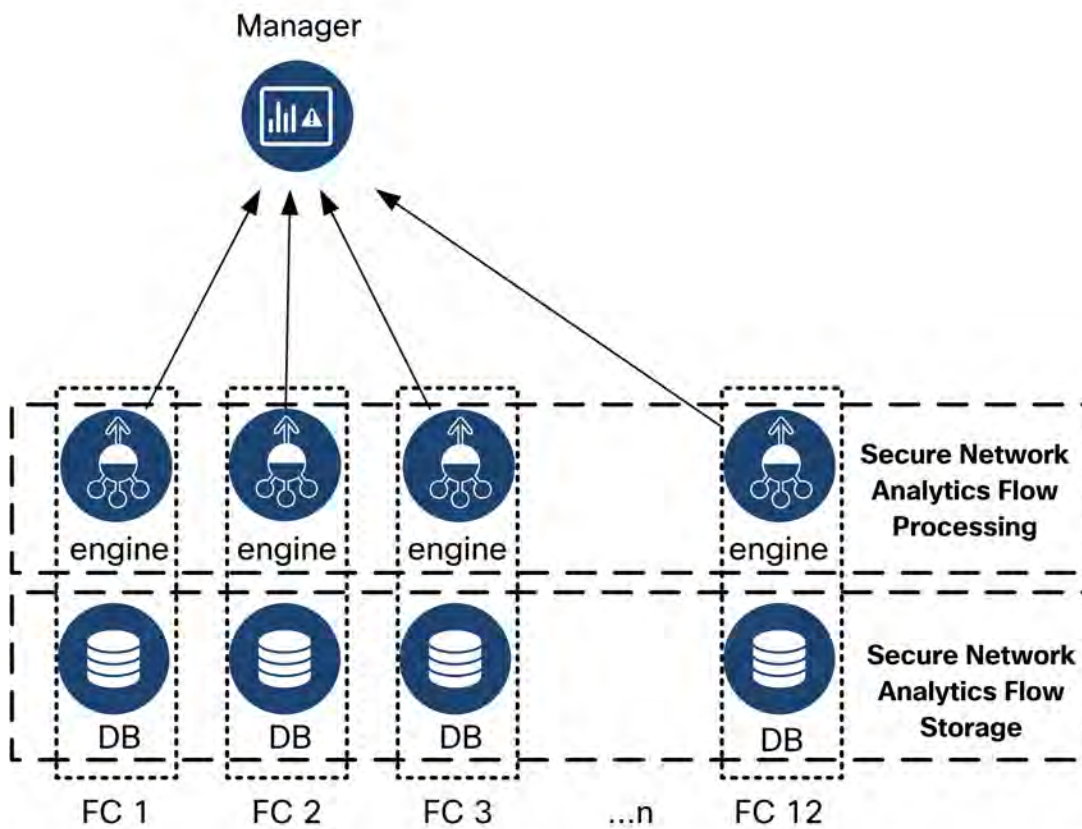 Manager
engine
engine
engine
engine
Secure Network
Analytics Flow
Processing
DB
DB
DB
DB
Secure Network
Analytics Flow
Storage
FC 1
FC 2
FC 3
...n
FC 12